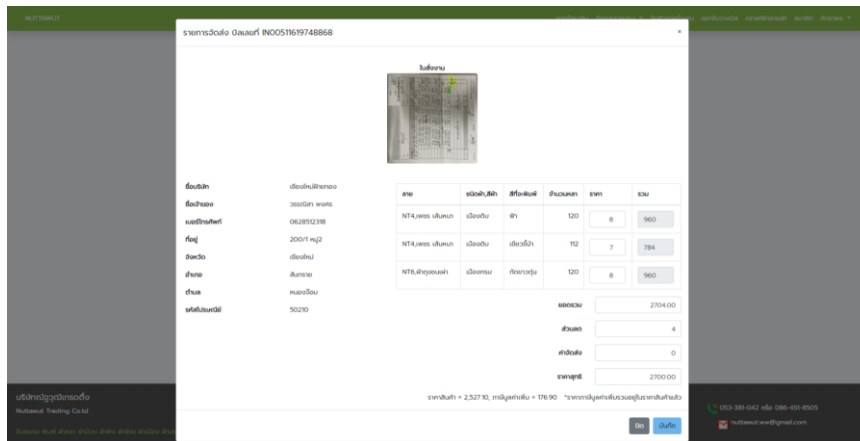 NUTTAWUT
รายการจัดส่ง บิลเลขที่ IN00511619748868
×
ใบสั่งงาน
ชื่อบริษัท เชียงใหม่ฝ้ายทอง
ชื่อเจ้าของ วรรณิสา พงศร
เบอร์โทรศัพท์ 0628512318
ที่อยู่ 200/1 หมู่2
จังหวัด เชียงใหม่
อำเภอ สันทราย
ตำบล หนองจ๊อม
รหัสไปรษณีย์ 50210
ลาย ชนิดผ้า,สีผ้า สีที่จะพิมพ์ จำนวนหลา ราคา รวม
NT4,เพชร เส้นหนา เมืองดิบ ฟ้า 120 8 960
NT4,เพชร เส้นหนา เมืองดิบ เขียวขี้ม้า 112 7 784
เมืองกรม กัดขาวตุ่น 120 8 960
ยอดรวม 2704.00
ส่วนลด 4
ค่าจัดส่ง 0
ราคาสุทธิ 2700.00
ราคาสินค้า = 2,527.10, ภาษีมูลค่าเพิ่ม = 176.90 *ราคาภาษีมูลค่าเพิ่มรวมอยู่ในราคาสินค้าแล้ว
ปิด บันทึก
บริษัทณัฐวุฒิเทรดดิ้ง
Nuttawut Trading Co.ltd
053-381-042 หรือ 086-451-8505
nuttawut.ww@gmail.com